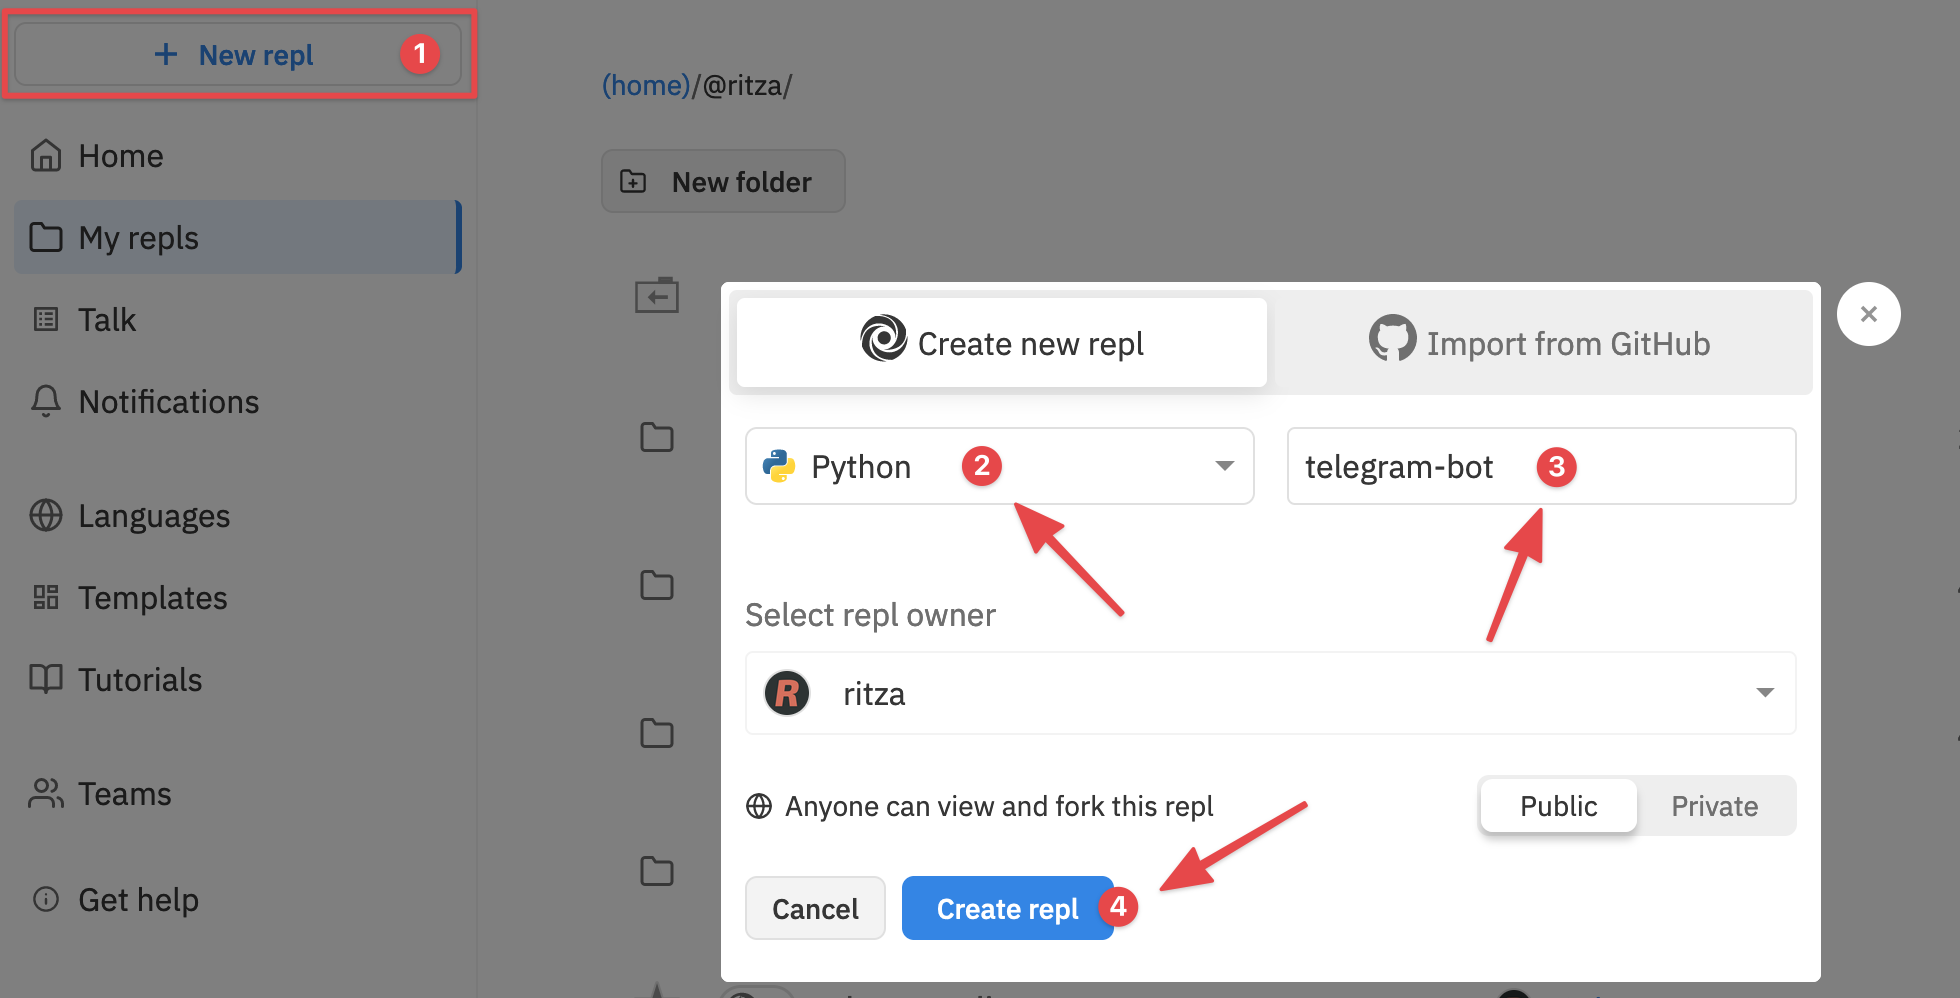 + New repl 1
Home
My repls
Talk
Notifications
Languages
Templates
Tutorials
Teams
Get help
(home)/@ritza/
New folder
Create new repl
Import from GitHub
Python 2
telegram-bot 3
Select repl owner
R ritza
Anyone can view and fork this repl
Public Private
Cancel
Create repl 4